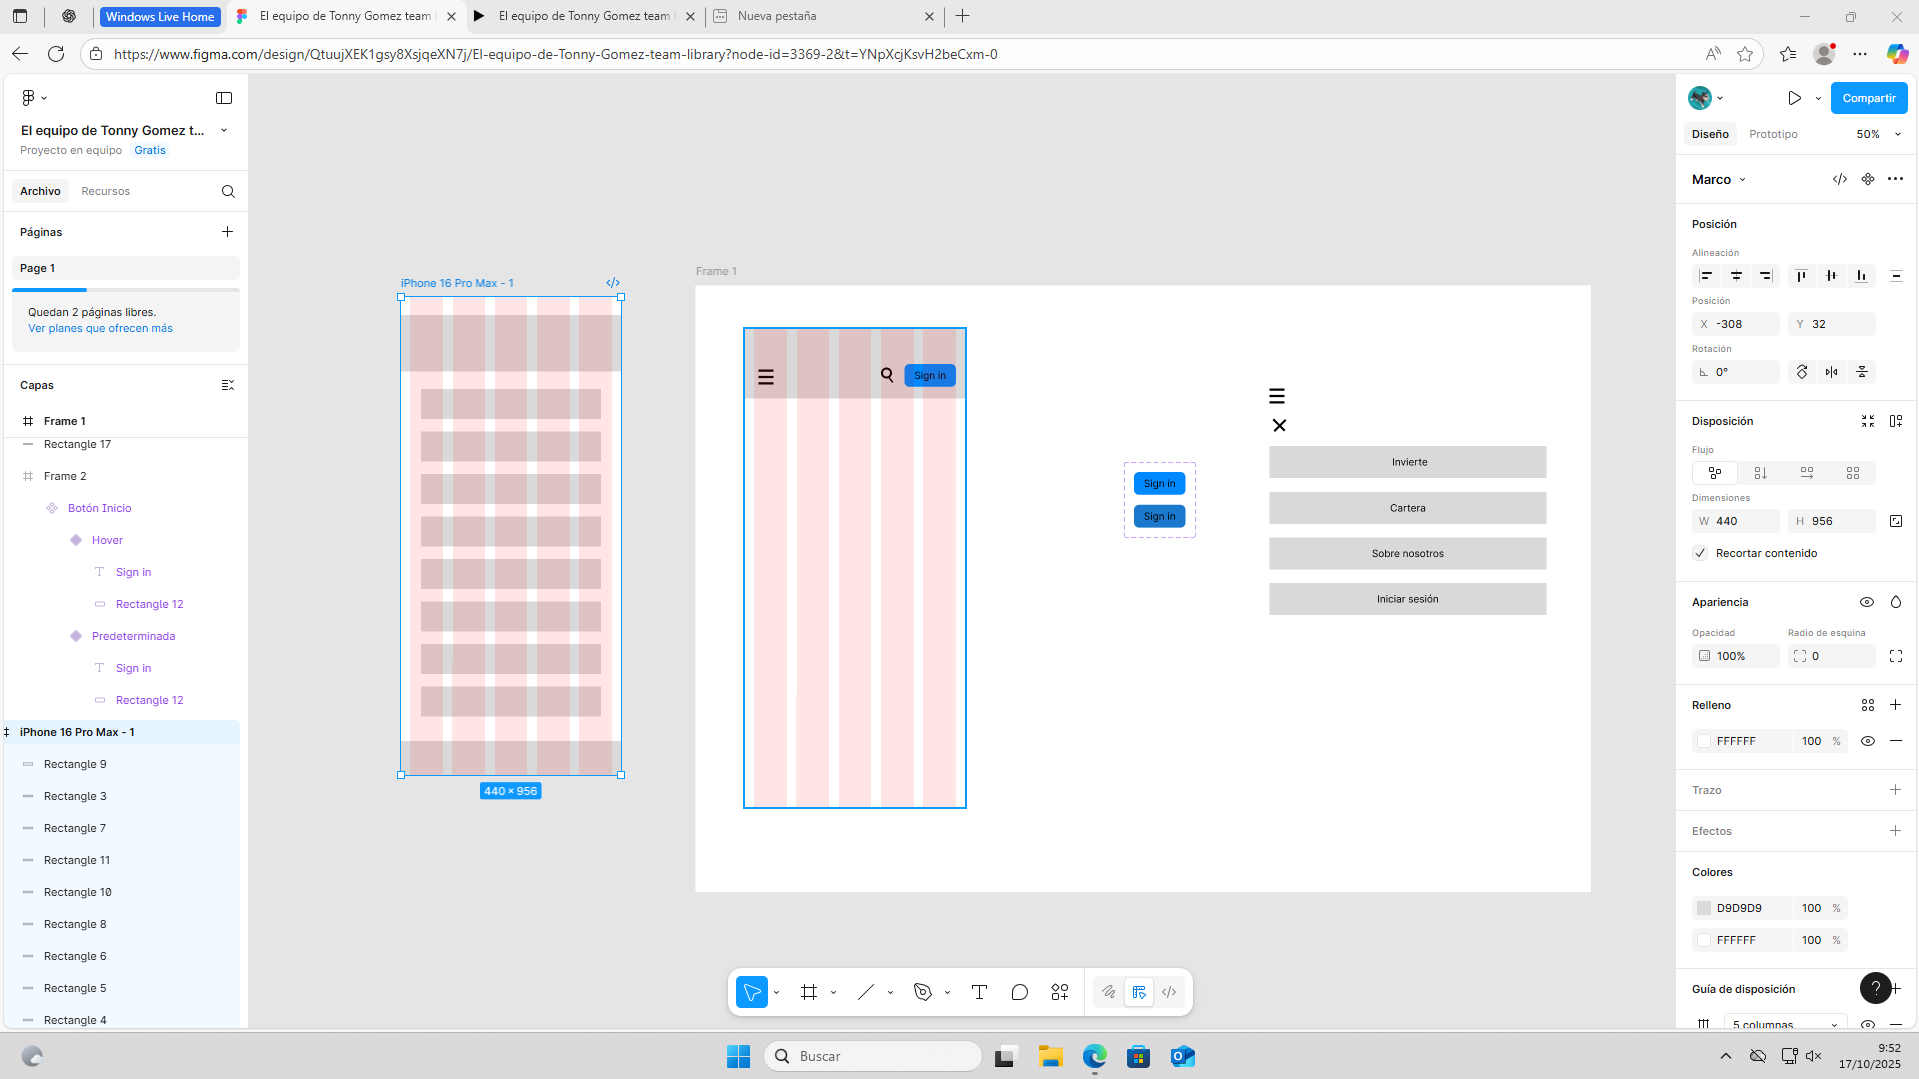 Windows Live Home
El equipo de Tonny Gomez team
El equipo de Tonny Gomez team
Nueva pestaña
https://www.figma.com/design/QtuujXEK1gsy8XsjqeXN7j/El-equipo-de-Tonny-Gomez-team-library?node-id=3369-2&t=YNpXcjKsvH2beCxm-0
El equipo de Tonny Gomez t...
Proyecto en equipo Gratis
Archivo Recursos
Páginas
Page 1
Quedan 2 páginas libres.
Ver planes que ofrecen más
Capas
Frame 1
Rectangle 17
Frame 2
Botón Inicio
Hover
Sign in
Rectangle 12
Predeterminada
Sign in
Rectangle 12
iPhone 16 Pro Max - 1
Rectangle 9
Rectangle 3
Rectangle 7
Rectangle 11
Rectangle 10
Rectangle 8
Rectangle 6
Rectangle 5
Rectangle 4
iPhone 16 Pro Max - 1
440 × 956
Frame 1
Sign in
Sign in
Sign in
Invierte
Cartera
Sobre nosotros
Iniciar sesión
Compartir
Diseño Prototipo 50%
Marco
Posición
Alineación
Posición
X -308 Y 32
Rotación
0°
Disposición
Flujo
Dimensiones
W 440 H 956
Recortar contenido
Apariencia
Opacidad Radio de esquina
100% 0
Relleno
FFFFFF 100 %
Trazo
Efectos
Colores
D9D9D9 100 %
FFFFFF 100 %
Guía de disposición ?
5 columnas
Buscar
9:52
17/10/2025